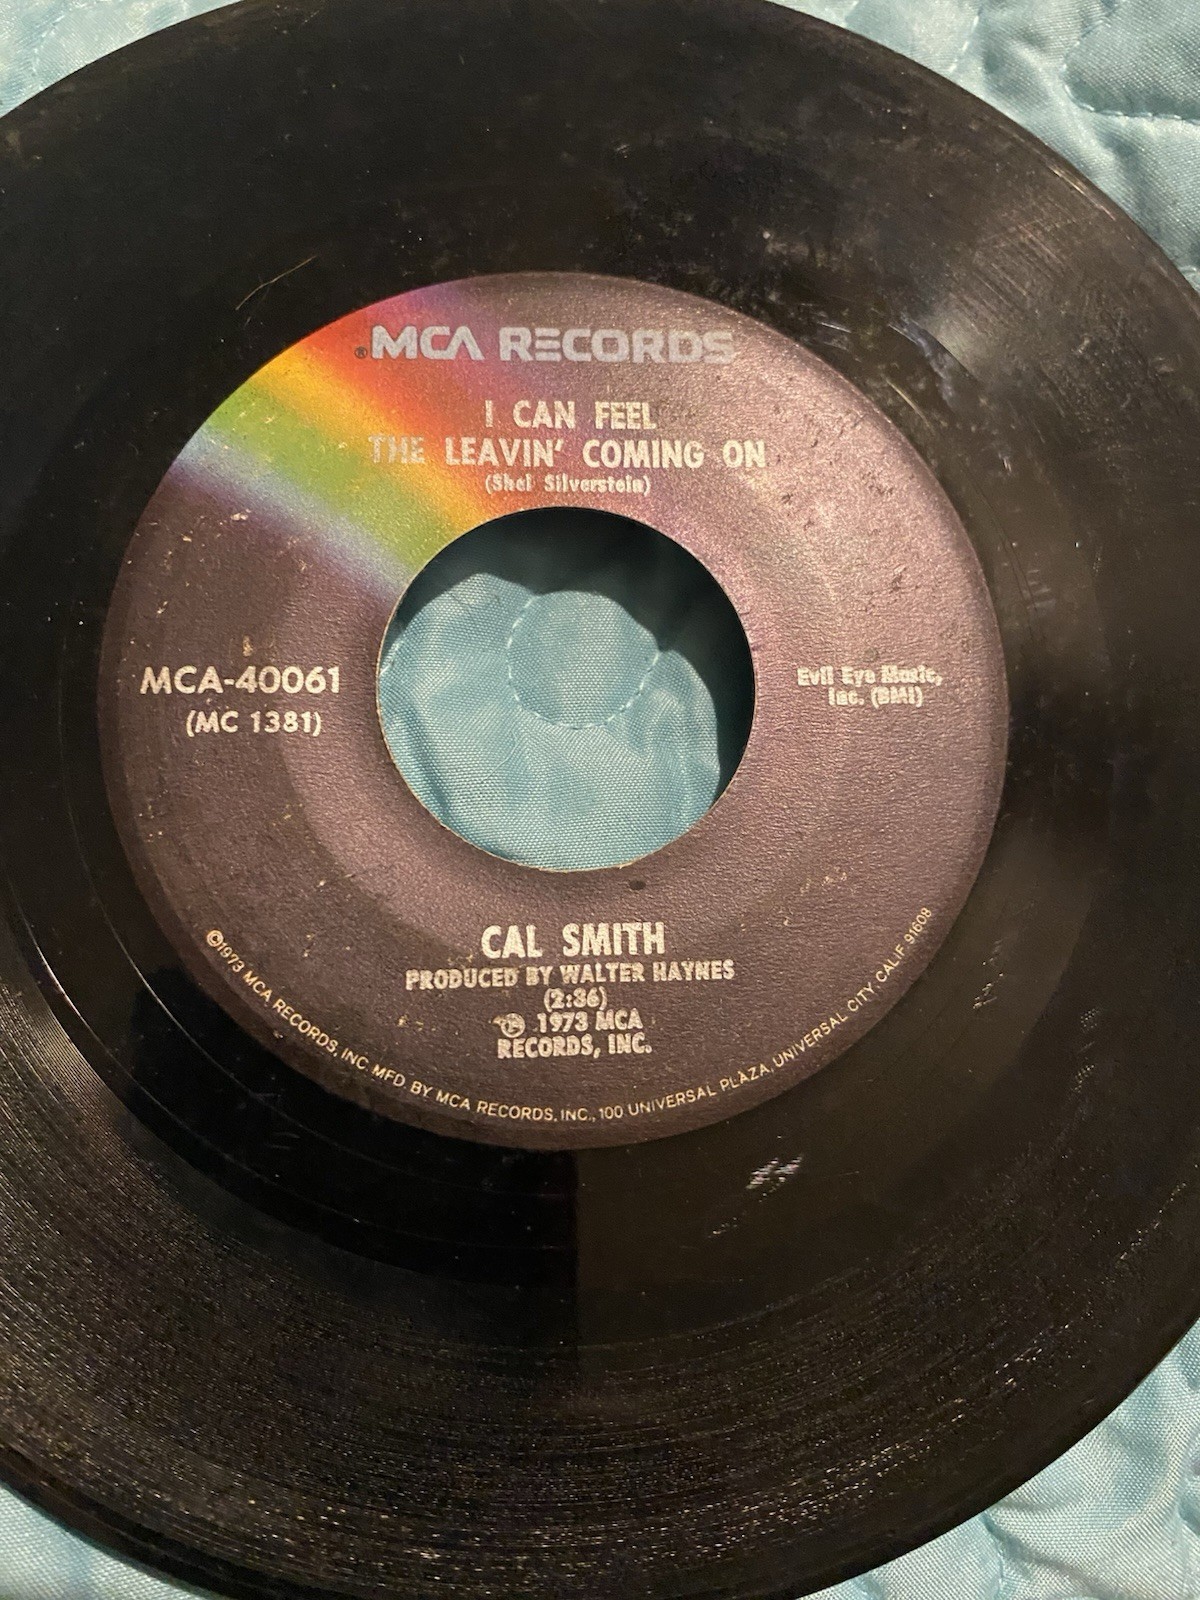 ®MCA RECORDS
I CAN FEEL
THE LEAVIN' COMING ON
(Shel Silverstein)
MCA-40061
(MC 1381)
Evil Eye Music,
Inc. (BMI)
CAL SMITH
PRODUCED BY WALTER HAYNES
(2:36)
℗ 1973 MCA
RECORDS, INC.
©1973 MCA RECORDS, INC. MFD BY MCA RECORDS, INC., 100 UNIVERSAL PLAZA, UNIVERSAL CITY, CALIF. 91608